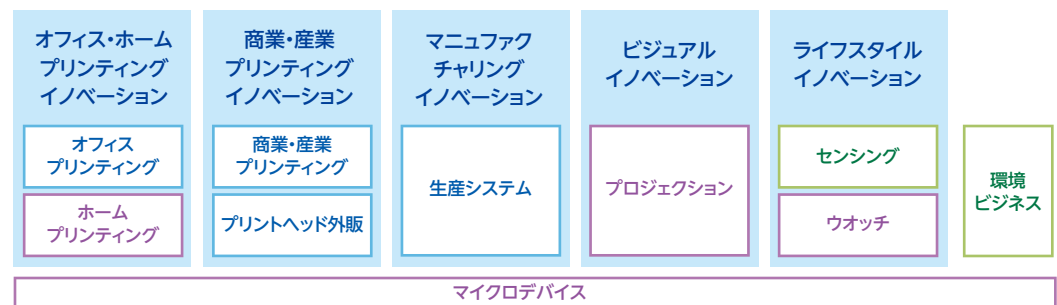 オフィス・ホーム
プリンティング
イノベーション
商業・産業
プリンティング
イノベーション
マニュファク
チャリング
イノベーション
ビジュアル
イノベーション
ライフスタイル
イノベーション
オフィス
プリンティング
ホーム
プリンティング
商業・産業
プリンティング
プリントヘッド外販
生産システム
プロジェクション
センシング
ウオッチ
環境
ビジネス
マイクロデバイス